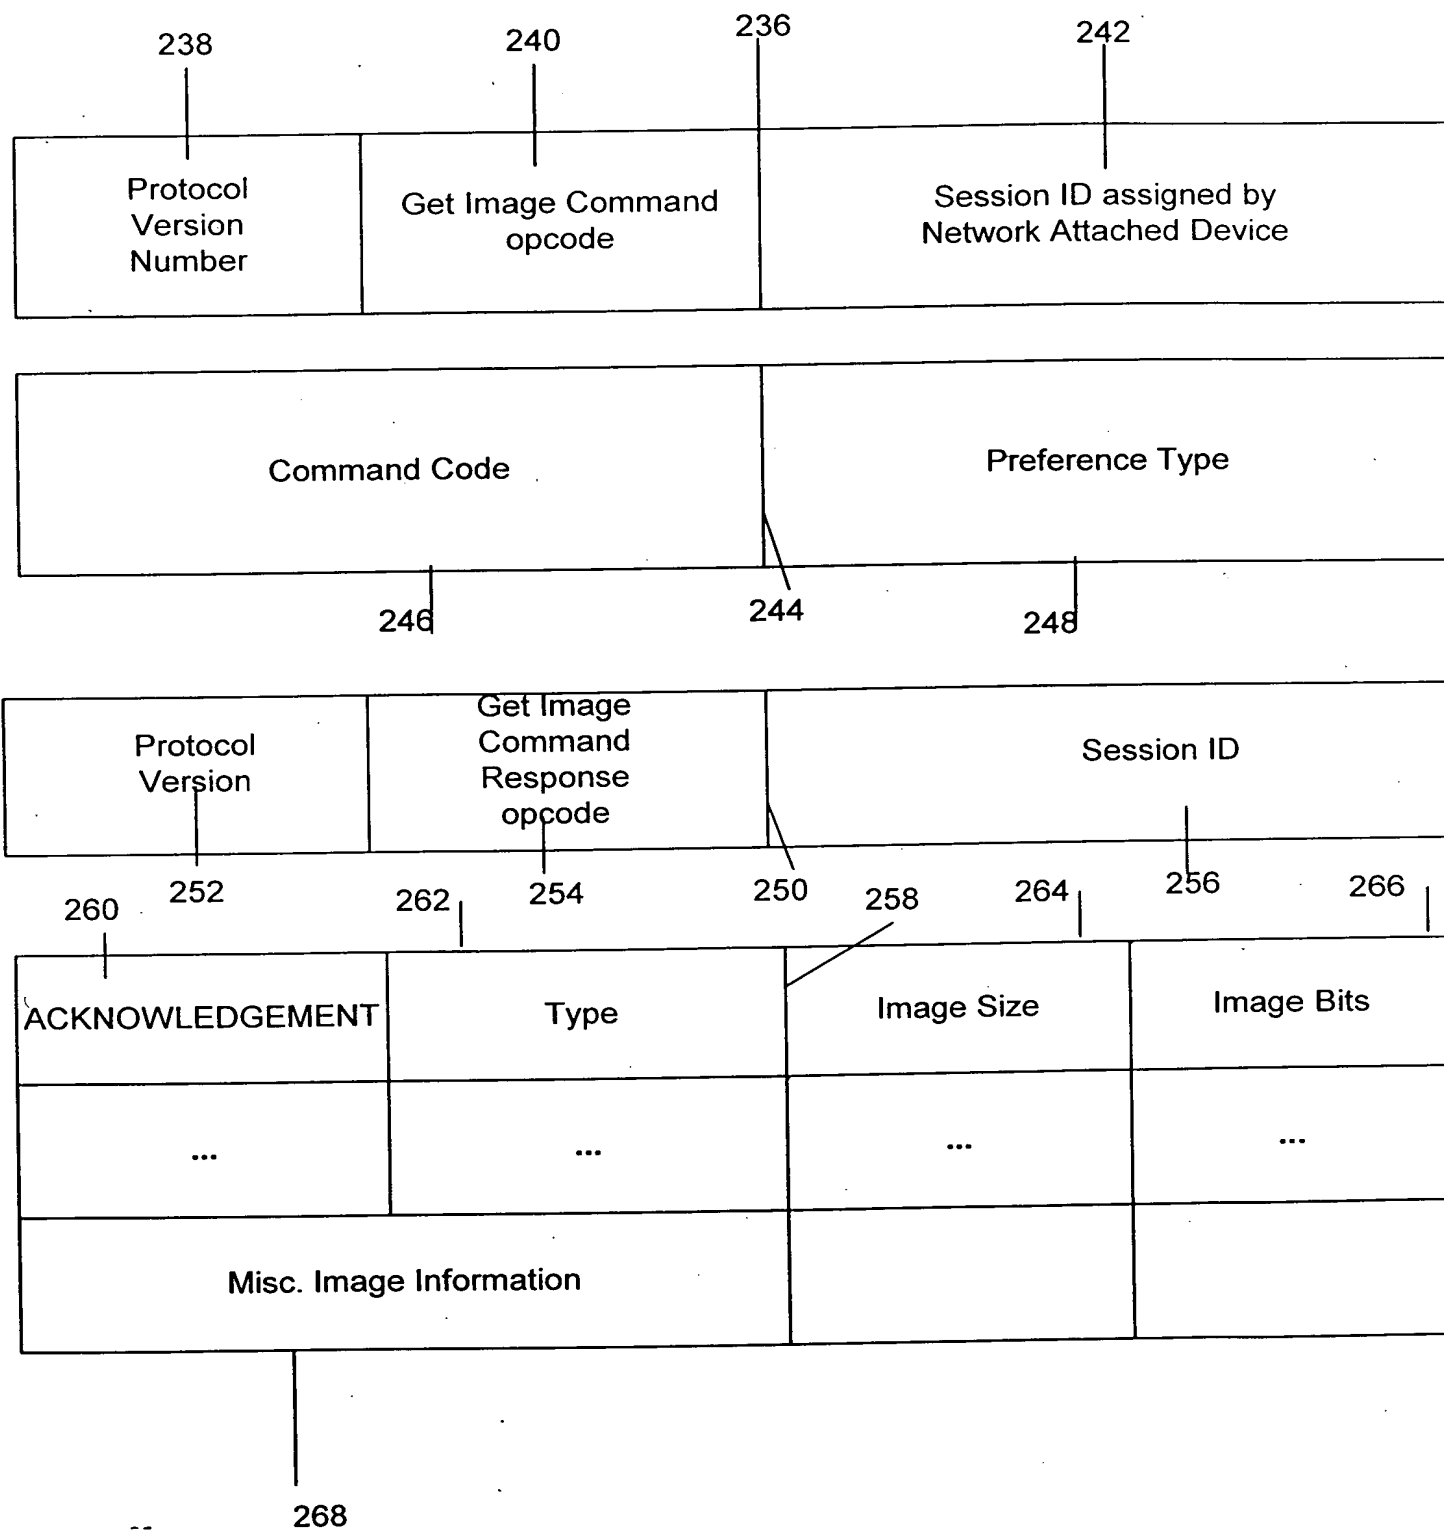 238
240
236
242
Protocol
Version
Number
Get Image Command
opcode
Session ID assigned by
Network Attached Device
Command Code
Preference Type
246
244
248
Protocol
Version
Get Image
Command
Response
opcode
Session ID
252
254
250
256
260
262
258
264
266
ACKNOWLEDGEMENT
Type
Image Size
Image Bits
...
...
...
...
Misc. Image Information
268